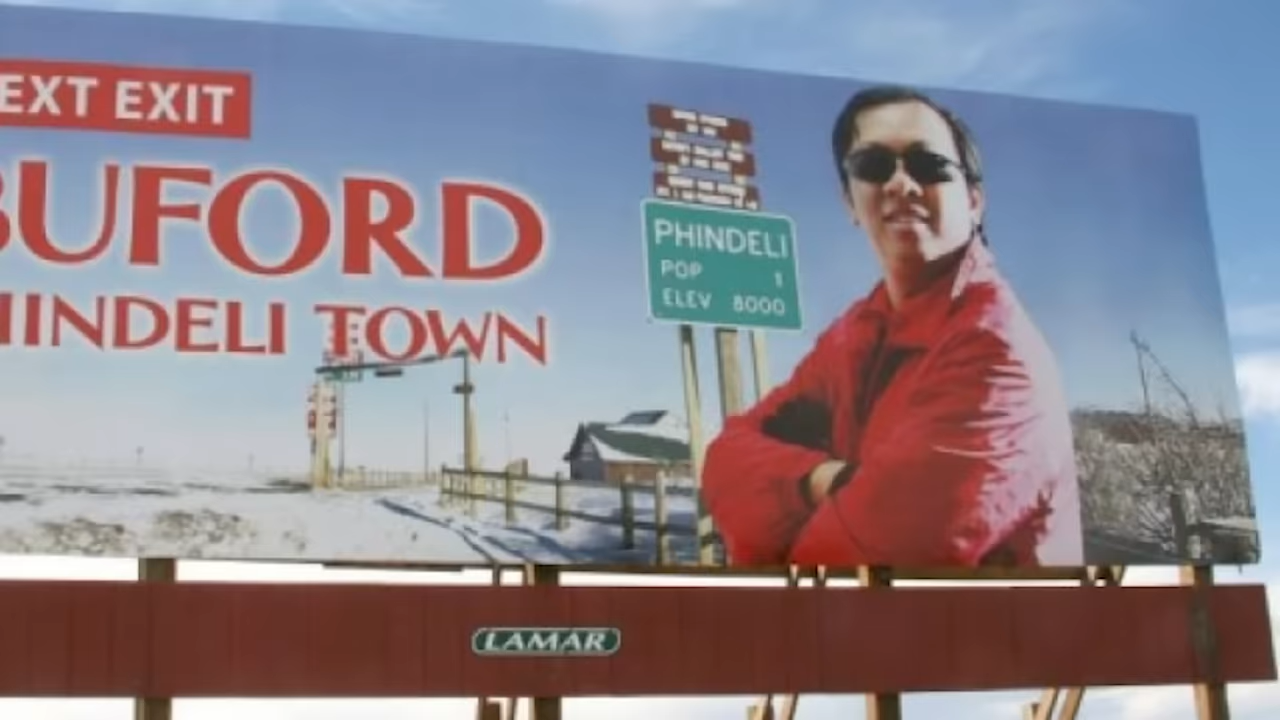 EXT EXIT
BUFORD
HINDELI TOWN
PHINDELI
POP 1
ELEV 8000
LAMAR